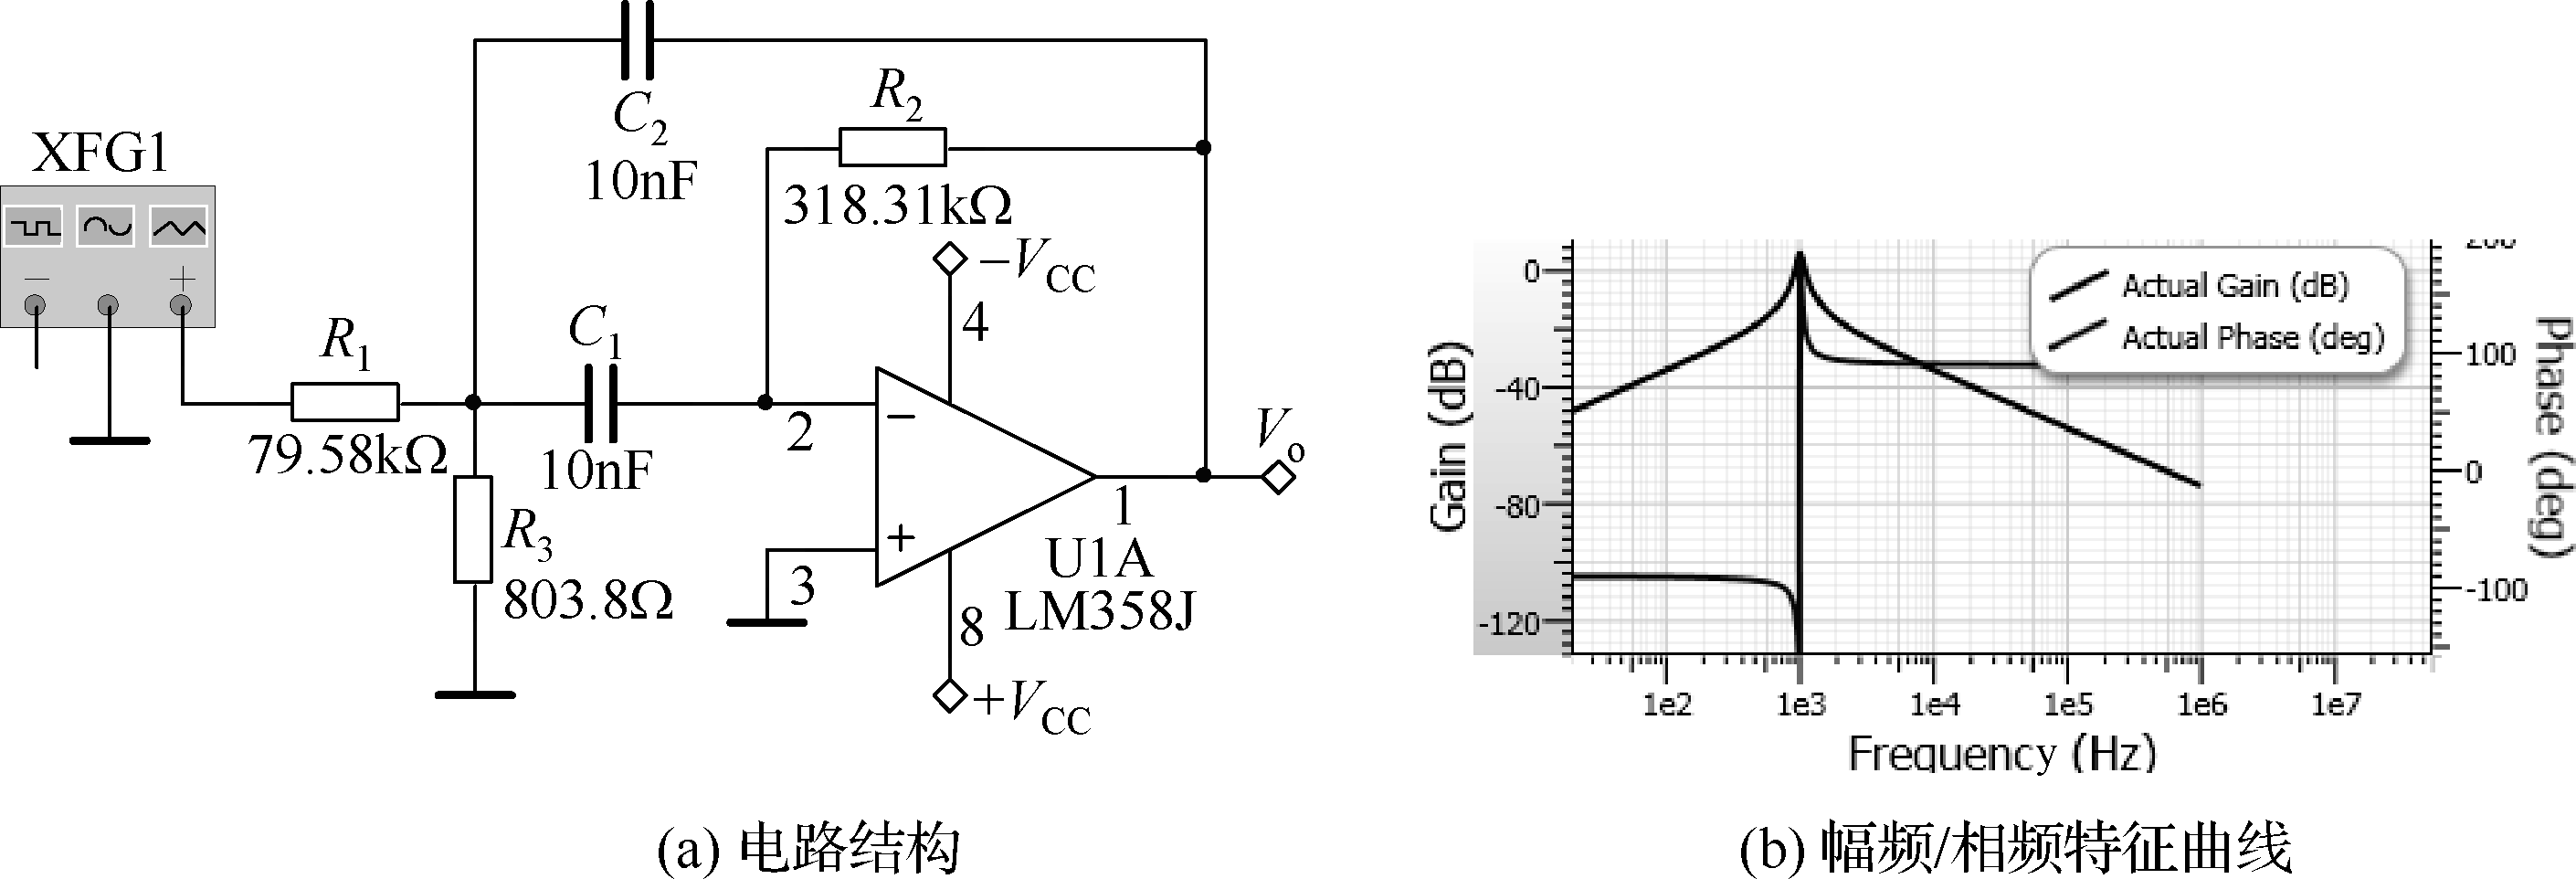 C2
10nF
R2
318.31kΩ
XFG1
−
+
−VCC
4
R1
79.58kΩ
C1
10nF
2
−
+
3
R3
803.8Ω
8
+VCC
1
U1A
LM358J
Vo
(a) 电路结构
Gain (dB)
0
-40
-80
-120
Actual Gain (dB)
Actual Phase (deg)
200
100
0
-100
Phase (deg)
1e2 1e3 1e4 1e5 1e6 1e7
Frequency (Hz)
(b) 幅频/相频特征曲线